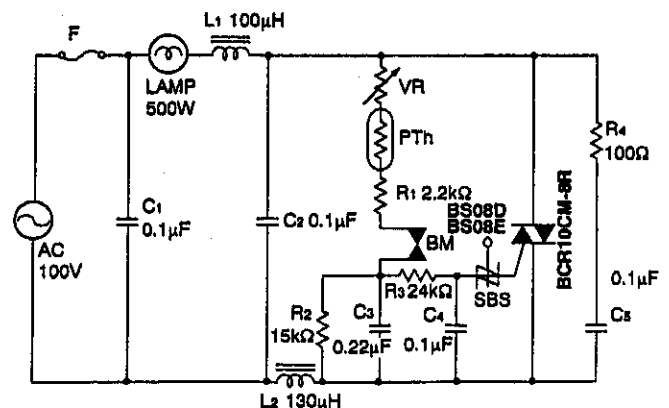 L1 100μH
F
LAMP
500W
VR
PTh
R4
100Ω
R1 2.2kΩ
BS08D
BS08E
BCR10CM-8R
C1
0.1μF
C2 0.1μF
BM
AC
100V
R3 24kΩ
SBS
0.1μF
R2
15kΩ
C3
0.22μF
C4
0.1μF
C5
L2 130μH